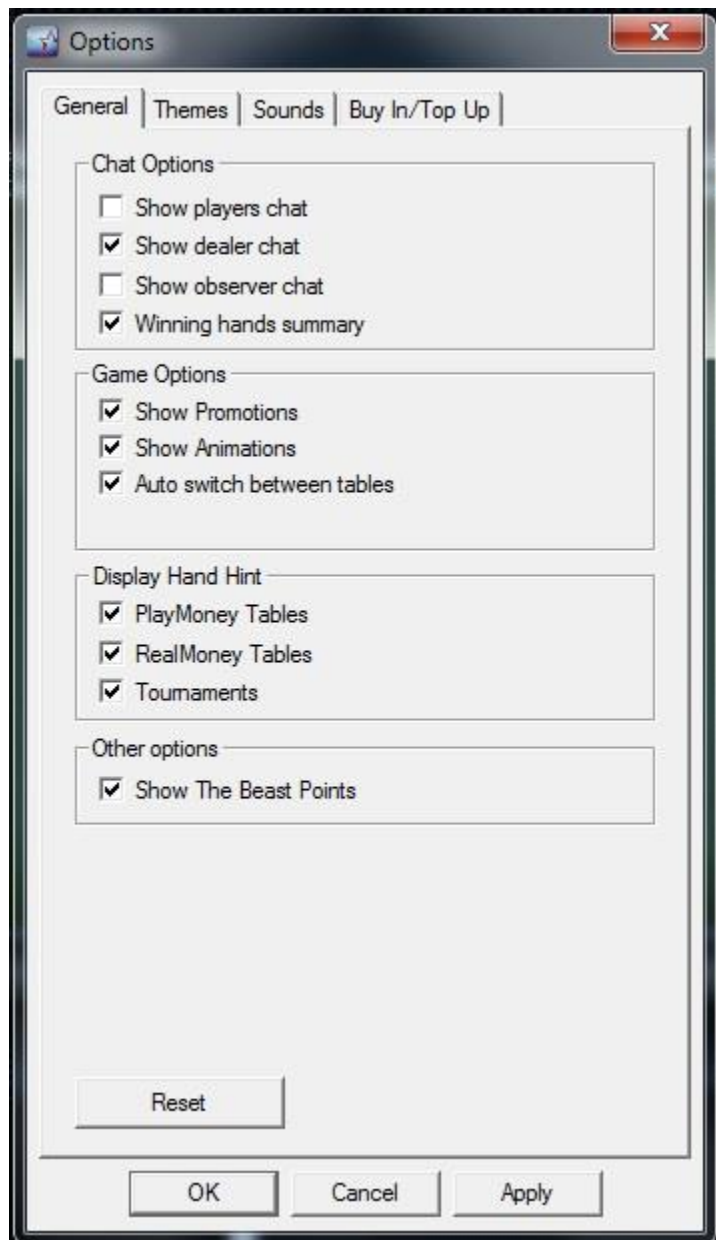 Options
General Themes Sounds Buy In/Top Up
Chat Options
Show players chat
Show dealer chat
Show observer chat
Winning hands summary
Game Options
Show Promotions
Show Animations
Auto switch between tables
Display Hand Hint
PlayMoney Tables
RealMoney Tables
Tournaments
Other options
Show The Beast Points
Reset
OK Cancel Apply